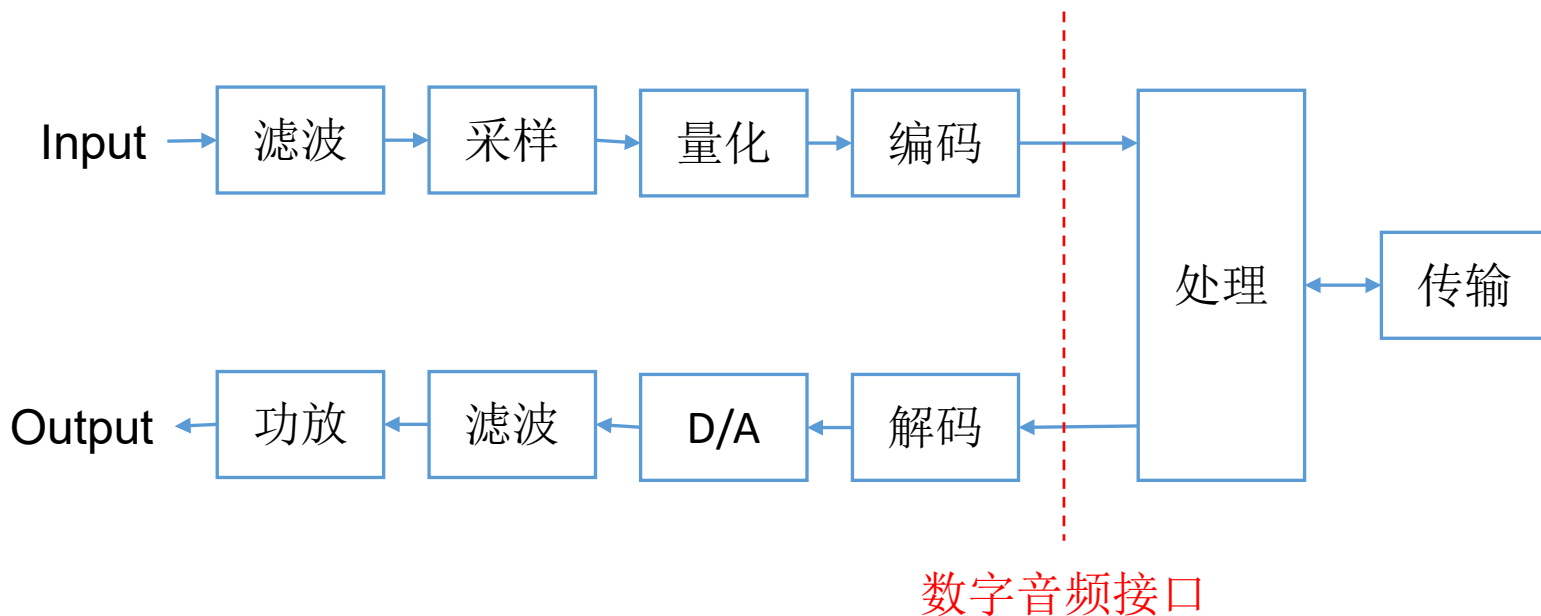 Input 滤波 采样 量化 编码
处理 传输
Output 功放 滤波 D/A 解码
数字音频接口